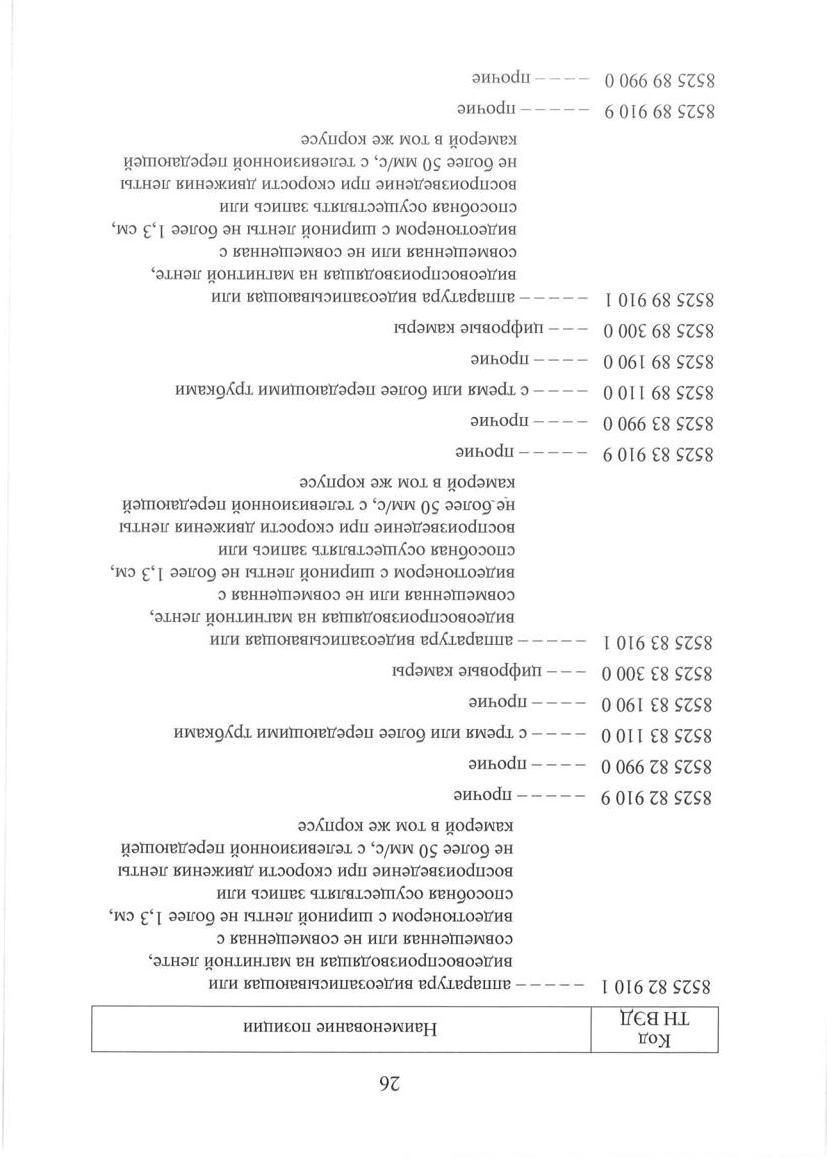 26
Код
ТН ВЭД
Наименование позиции
8525 82 910 1 – – – – – аппаратура видеозаписывающая или
видеовоспроизводящая на магнитной ленте,
совмещенная или не совмещенная с
видеотюнером с шириной ленты не более 1,3 см,
способная осуществлять запись или
воспроизведение при скорости движения ленты
не более 50 мм/с, с телевизионной передающей
камерой в том же корпусе
8525 82 910 9 – – – – – прочие
8525 82 990 0 – – – – прочие
8525 83 110 0 – – – – с тремя или более передающими трубками
8525 83 190 0 – – – – прочие
8525 83 300 0 – – – цифровые камеры
8525 83 910 1 – – – – – аппаратура видеозаписывающая или
видеовоспроизводящая на магнитной ленте,
совмещенная или не совмещенная с
видеотюнером с шириной ленты не более 1,3 см,
способная осуществлять запись или
воспроизведение при скорости движения ленты
не более 50 мм/с, с телевизионной передающей
камерой в том же корпусе
8525 83 910 9 – – – – – прочие
8525 83 990 0 – – – – прочие
8525 89 110 0 – – – – с тремя или более передающими трубками
8525 89 190 0 – – – – прочие
8525 89 300 0 – – – цифровые камеры
8525 89 910 1 – – – – – аппаратура видеозаписывающая или
видеовоспроизводящая на магнитной ленте,
совмещенная или не совмещенная с
видеотюнером с шириной ленты не более 1,3 см,
способная осуществлять запись или
воспроизведение при скорости движения ленты
не более 50 мм/с, с телевизионной передающей
камерой в том же корпусе
8525 89 910 9 – – – – – прочие
8525 89 990 0 – – – – прочие